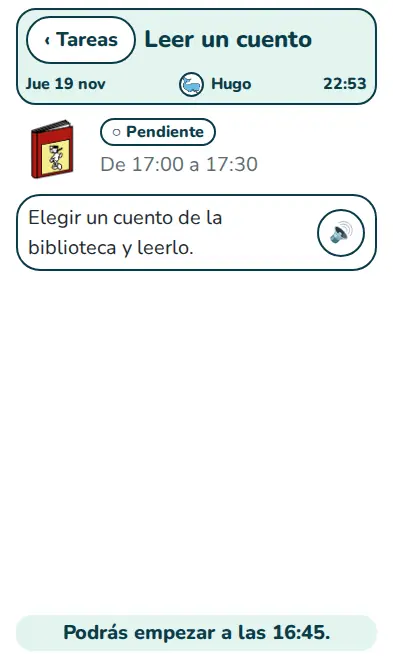 ‹ Tareas Leer un cuento
Jue 19 nov Hugo 22:53
○ Pendiente
De 17:00 a 17:30
Elegir un cuento de la
biblioteca y leerlo.
Podrás empezar a las 16:45.